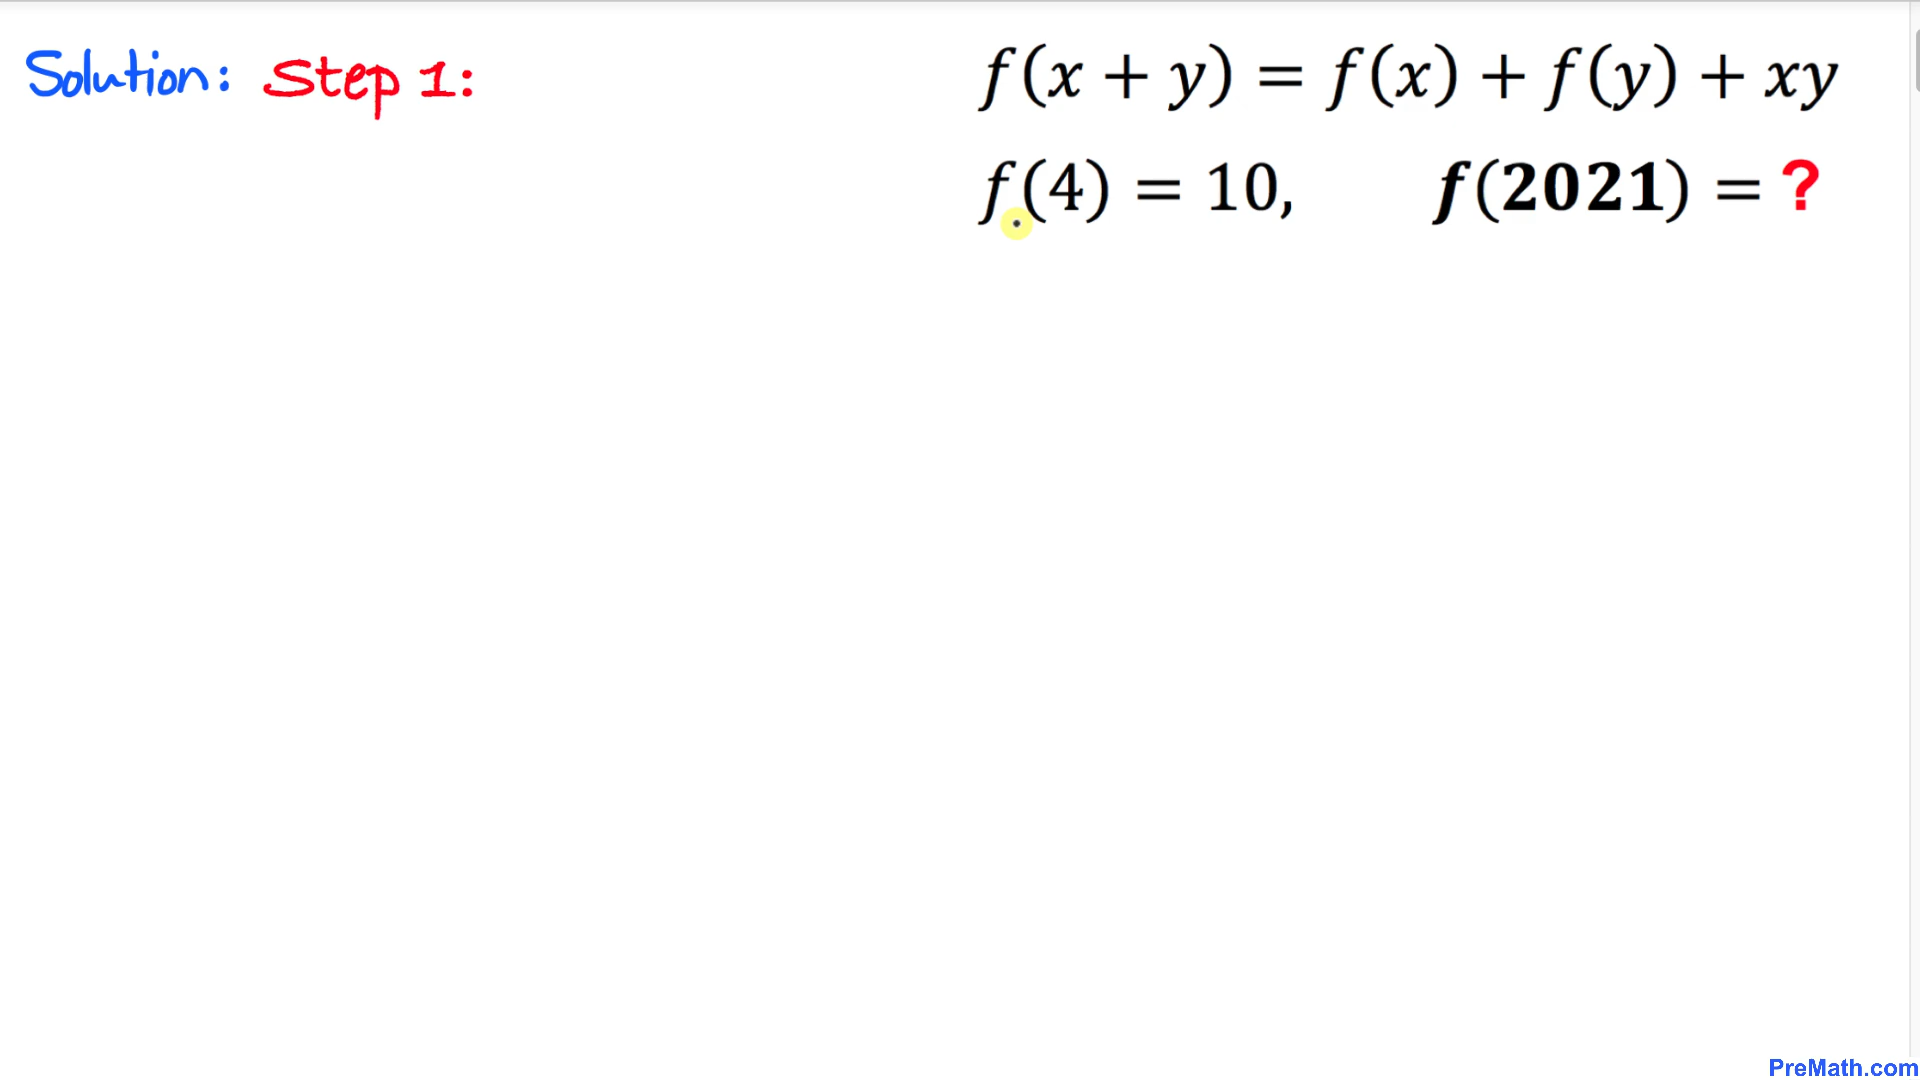 Solution: Step 1:
f(x + y) = f(x) + f(y) + xy
f(4) = 10, f(2021) = ?
PreMath.com